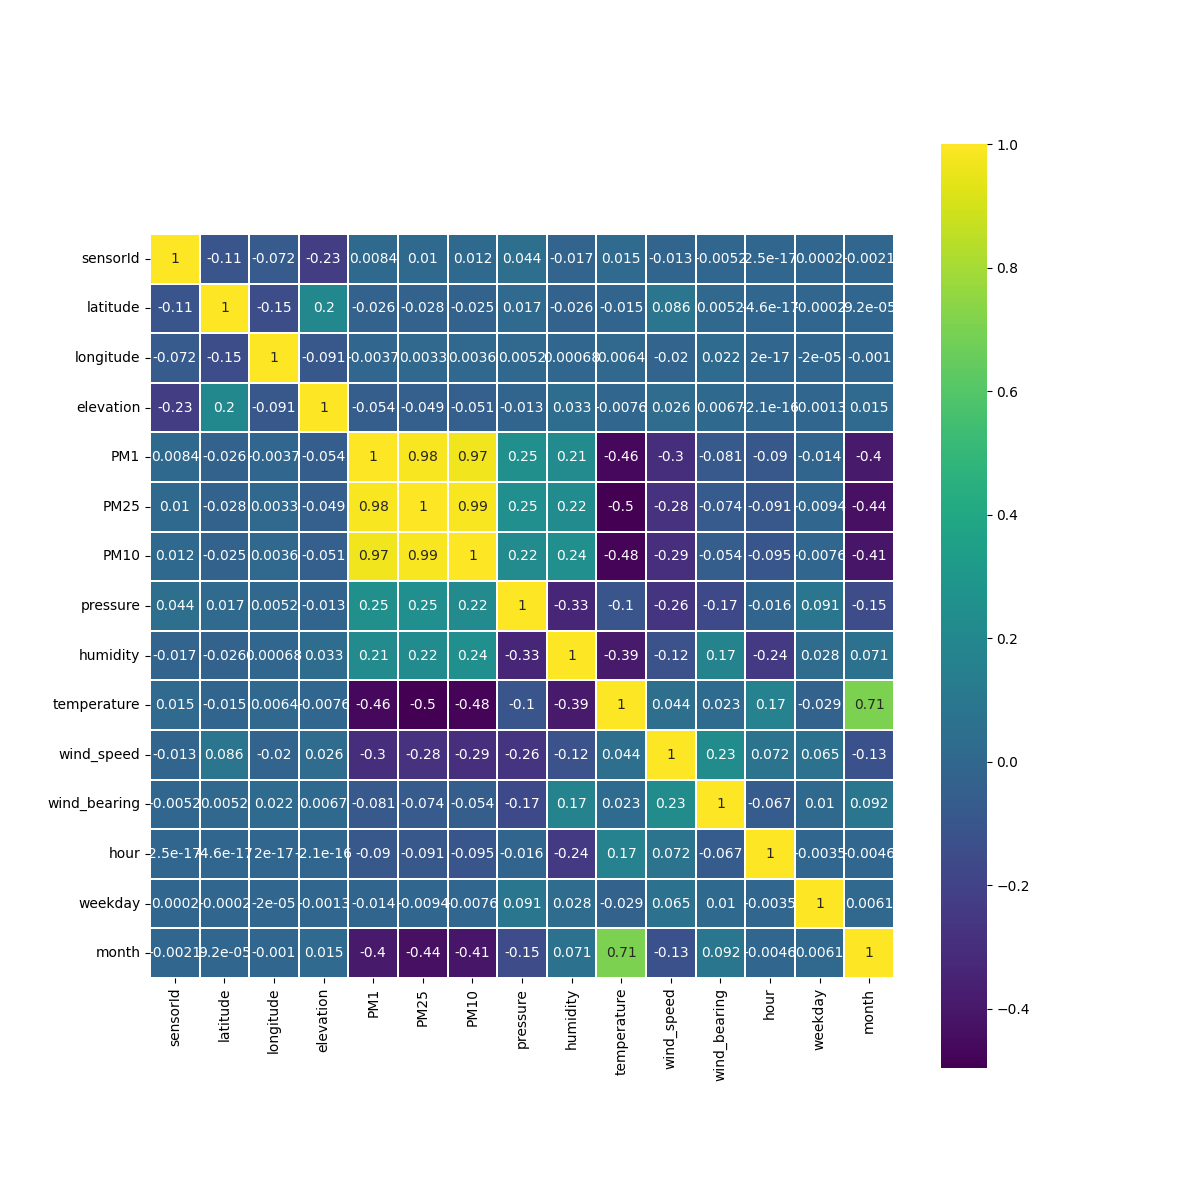 1.0
sensorId 1 -0.11 -0.072 -0.23 0.0084 0.01 0.012 0.044 -0.017 0.015 -0.013 -0.0052 2.5e-17 0.0002 -0.0021
0.8
latitude -0.11 1 -0.15 0.2 -0.026 -0.028 -0.025 0.017 -0.026 -0.015 0.086 0.0052 -4.6e-17 -0.0002 9.2e-05
longitude -0.072 -0.15 1 -0.091 -0.0037 0.0033 0.0036 0.0052 0.00068 0.0064 -0.02 0.022 2e-17 -2e-05 -0.001
0.6
elevation -0.23 0.2 -0.091 1 -0.054 -0.049 -0.051 -0.013 0.033 -0.0076 0.026 0.0067 -2.1e-16 -0.0013 0.015
PM1 0.0084 -0.026 -0.0037 -0.054 1 0.98 0.97 0.25 0.21 -0.46 -0.3 -0.081 -0.09 -0.014 -0.4
PM25 0.01 -0.028 0.0033 -0.049 0.98 1 0.99 0.25 0.22 -0.5 -0.28 -0.074 -0.091 -0.0094 -0.44
0.4
PM10 0.012 -0.025 0.0036 -0.051 0.97 0.99 1 0.22 0.24 -0.48 -0.29 -0.054 -0.095 -0.0076 -0.41
pressure 0.044 0.017 0.0052 -0.013 0.25 0.25 0.22 1 -0.33 -0.1 -0.26 -0.17 -0.016 0.091 -0.15
0.2
humidity -0.017 -0.026 0.00068 0.033 0.21 0.22 0.24 -0.33 1 -0.39 -0.12 0.17 -0.24 0.028 0.071
temperature 0.015 -0.015 0.0064 -0.0076 -0.46 -0.5 -0.48 -0.1 -0.39 1 0.044 0.023 0.17 -0.029 0.71
wind_speed -0.013 0.086 -0.02 0.026 -0.3 -0.28 -0.29 -0.26 -0.12 0.044 1 0.23 0.072 0.065 -0.13
0.0
wind_bearing -0.0052 0.0052 0.022 0.0067 -0.081 -0.074 -0.054 -0.17 0.17 0.023 0.23 1 -0.067 0.01 0.092
hour 2.5e-17 -4.6e-17 2e-17 -2.1e-16 -0.09 -0.091 -0.095 -0.016 -0.24 0.17 0.072 -0.067 1 -0.0035 -0.0046
−0.2
weekday 0.0002 -0.0002 -2e-05 -0.0013 -0.014 -0.0094 -0.0076 0.091 0.028 -0.029 0.065 0.01 -0.0035 1 0.0061
month -0.0021 9.2e-05 -0.001 0.015 -0.4 -0.44 -0.41 -0.15 0.071 0.71 -0.13 0.092 -0.0046 0.0061 1
−0.4
sensorId
latitude
longitude
elevation
PM1
PM25
PM10
pressure
humidity
temperature
wind_speed
wind_bearing
hour
weekday
month